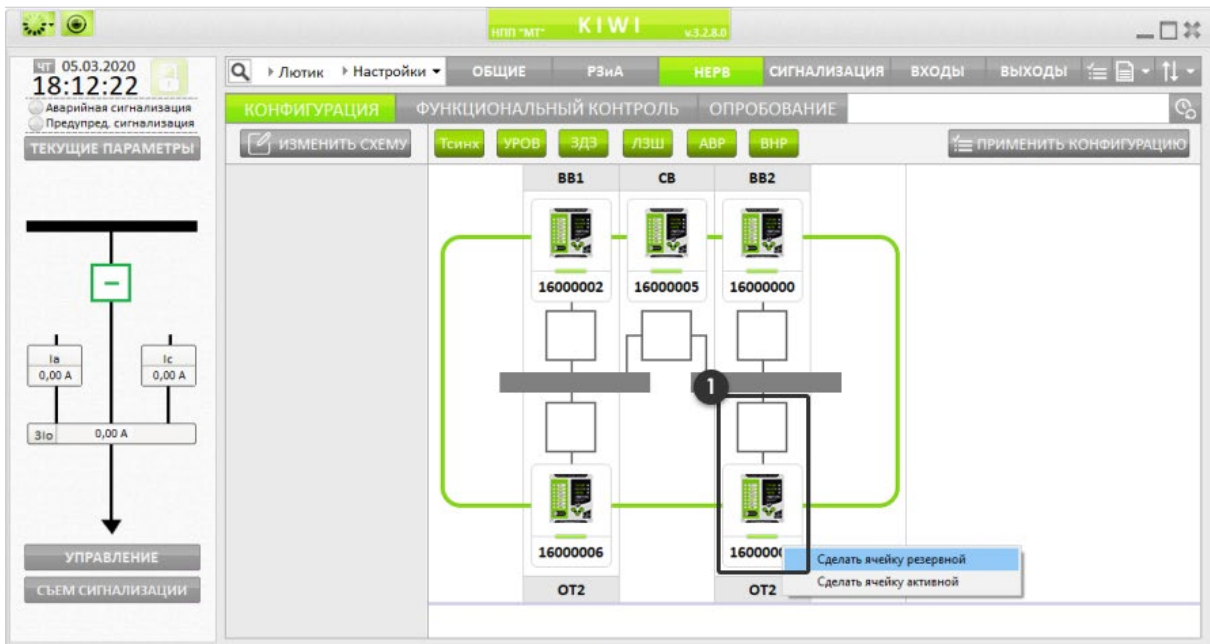 НПП "МТ" KIWI v.3.2.8.0
ЧТ 05.03.2020
18:12:22
Аварийная сигнализация
Предупред. сигнализация
ТЕКУЩИЕ ПАРАМЕТРЫ
Лютик Настройки ОБЩИЕ РЗиА НЕРВ СИГНАЛИЗАЦИЯ ВХОДЫ ВЫХОДЫ
КОНФИГУРАЦИЯ ФУНКЦИОНАЛЬНЫЙ КОНТРОЛЬ ОПРОБОВАНИЕ
ИЗМЕНИТЬ СХЕМУ Тсинх УРОВ ЗДЗ ЛЗШ АВР ВНР ПРИМЕНИТЬ КОНФИГУРАЦИЮ
ВВ1 СВ ВВ2
16000002 16000005 16000000
Ia Ic
0,00 А 0,00 А
1
3Io 0,00 А
16000006
Сделать ячейку резервной
Сделать ячейку активной
ОТ2 ОТ2
УПРАВЛЕНИЕ
СЪЕМ СИГНАЛИЗАЦИИ